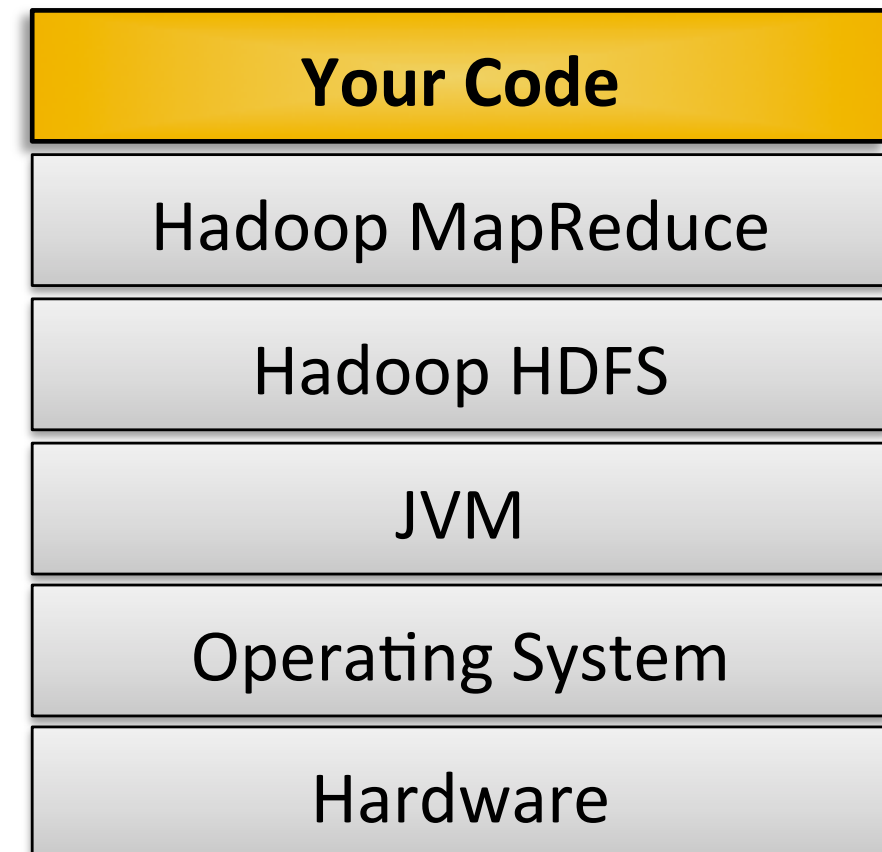 Your Code
Hadoop MapReduce
Hadoop HDFS
JVM
Operating System
Hardware